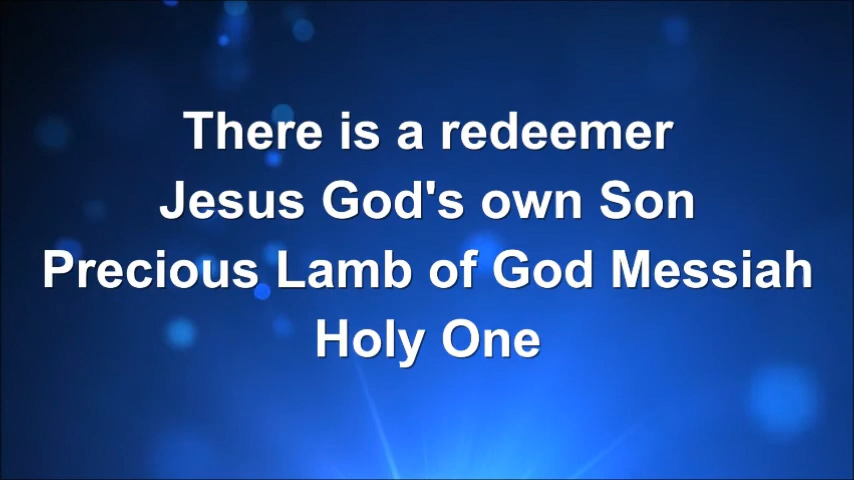 There is a redeemer
Jesus God's own Son
Precious Lamb of God Messiah
Holy One